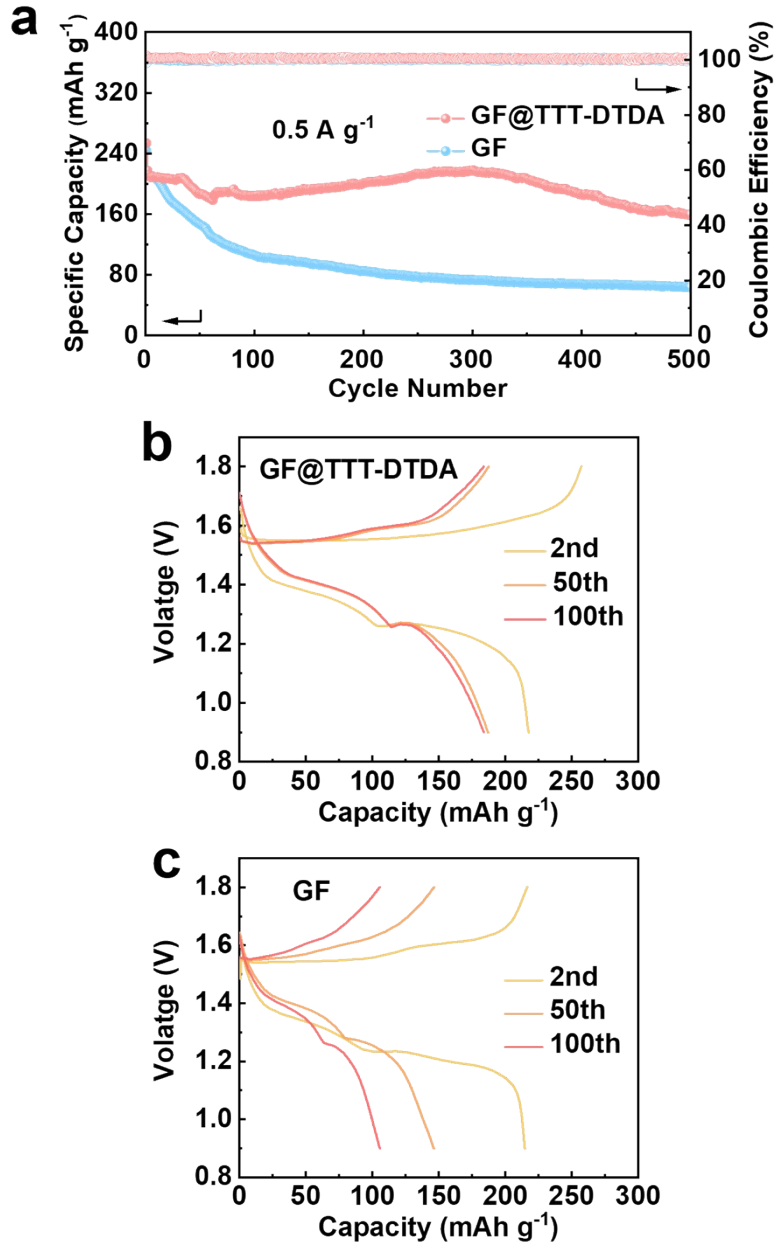 a
Specific Capacity (mAh g-1)
400
360
320
240
160
80
0
100
80
60
40
20
0
Coulombic Efficiency (%)
0.5 A g-1
GF@TTT-DTDA
GF
0
100
200
300
400
500
Cycle Number
b
GF@TTT-DTDA
Volatge (V)
1.8
1.6
1.4
1.2
1.0
0.8
2nd
50th
100th
0
50
100
150
200
250
300
Capacity (mAh g-1)
c
GF
Volatge (V)
1.8
1.6
1.4
1.2
1.0
0.8
2nd
50th
100th
0
50
100
150
200
250
300
Capacity (mAh g-1)